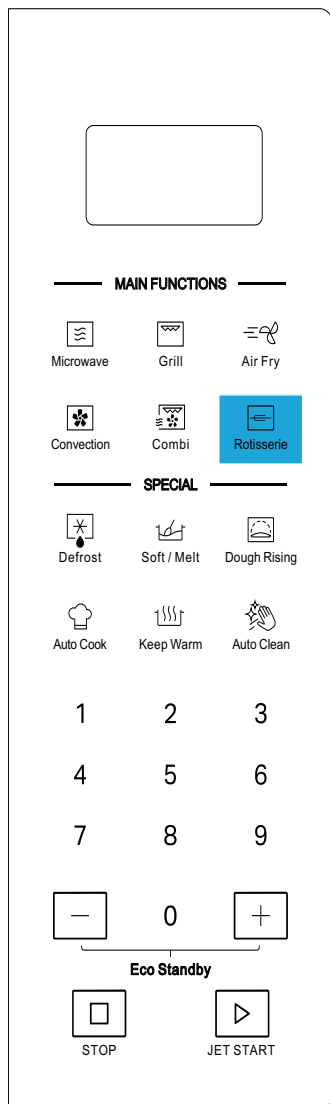 MAIN FUNCTIONS
Microwave Grill Air Fry
Convection Combi Rotisserie
SPECIAL
Defrost Soft / Melt Dough Rising
Auto Cook Keep Warm Auto Clean
1 2 3
4 5 6
7 8 9
0
Eco Standby
STOP JET START